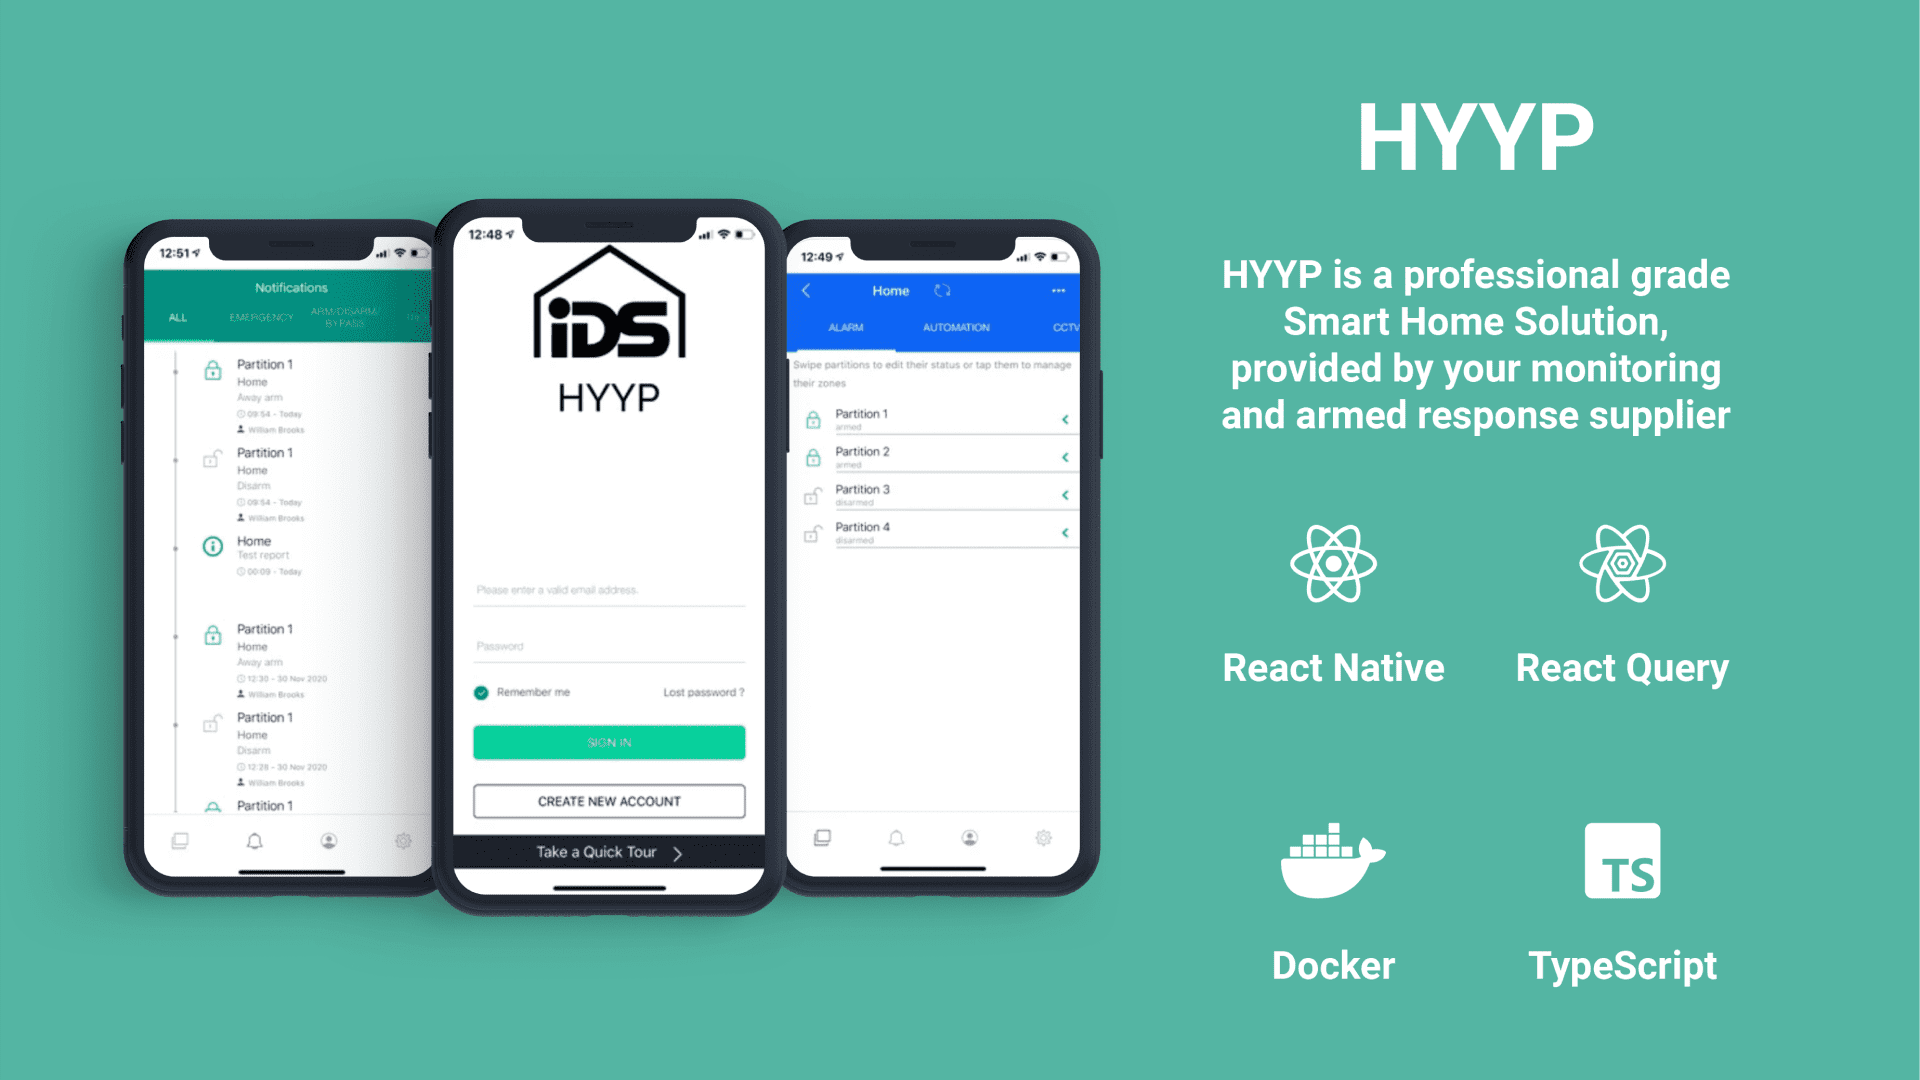 HYYP
HYYP is a professional grade
Smart Home Solution,
provided by your monitoring
and armed response supplier
React Native
React Query
Docker
TS
TypeScript
12:51
Notifications
ALL
EMERGENCY
ARM/DISARM/
BYPASS
Partition 1
Home
Away arm
09:54 - Today
William Brooks
Partition 1
Home
Disarm
09:54 - Today
William Brooks
Home
Test report
00:09 - Today
Partition 1
Home
Away arm
12:30 - 30 Nov 2020
William Brooks
Partition 1
Home
Disarm
12:28 - 30 Nov 2020
William Brooks
Partition 1
12:48
iDS
HYYP
Please enter a valid email address.
Password
Remember me
Lost password ?
SIGN IN
CREATE NEW ACCOUNT
Take a Quick Tour
12:49
Home
ALARM
AUTOMATION
CCTV
Swipe partitions to edit their status or tap them to manage
their zones
Partition 1
armed
Partition 2
armed
Partition 3
disarmed
Partition 4
disarmed